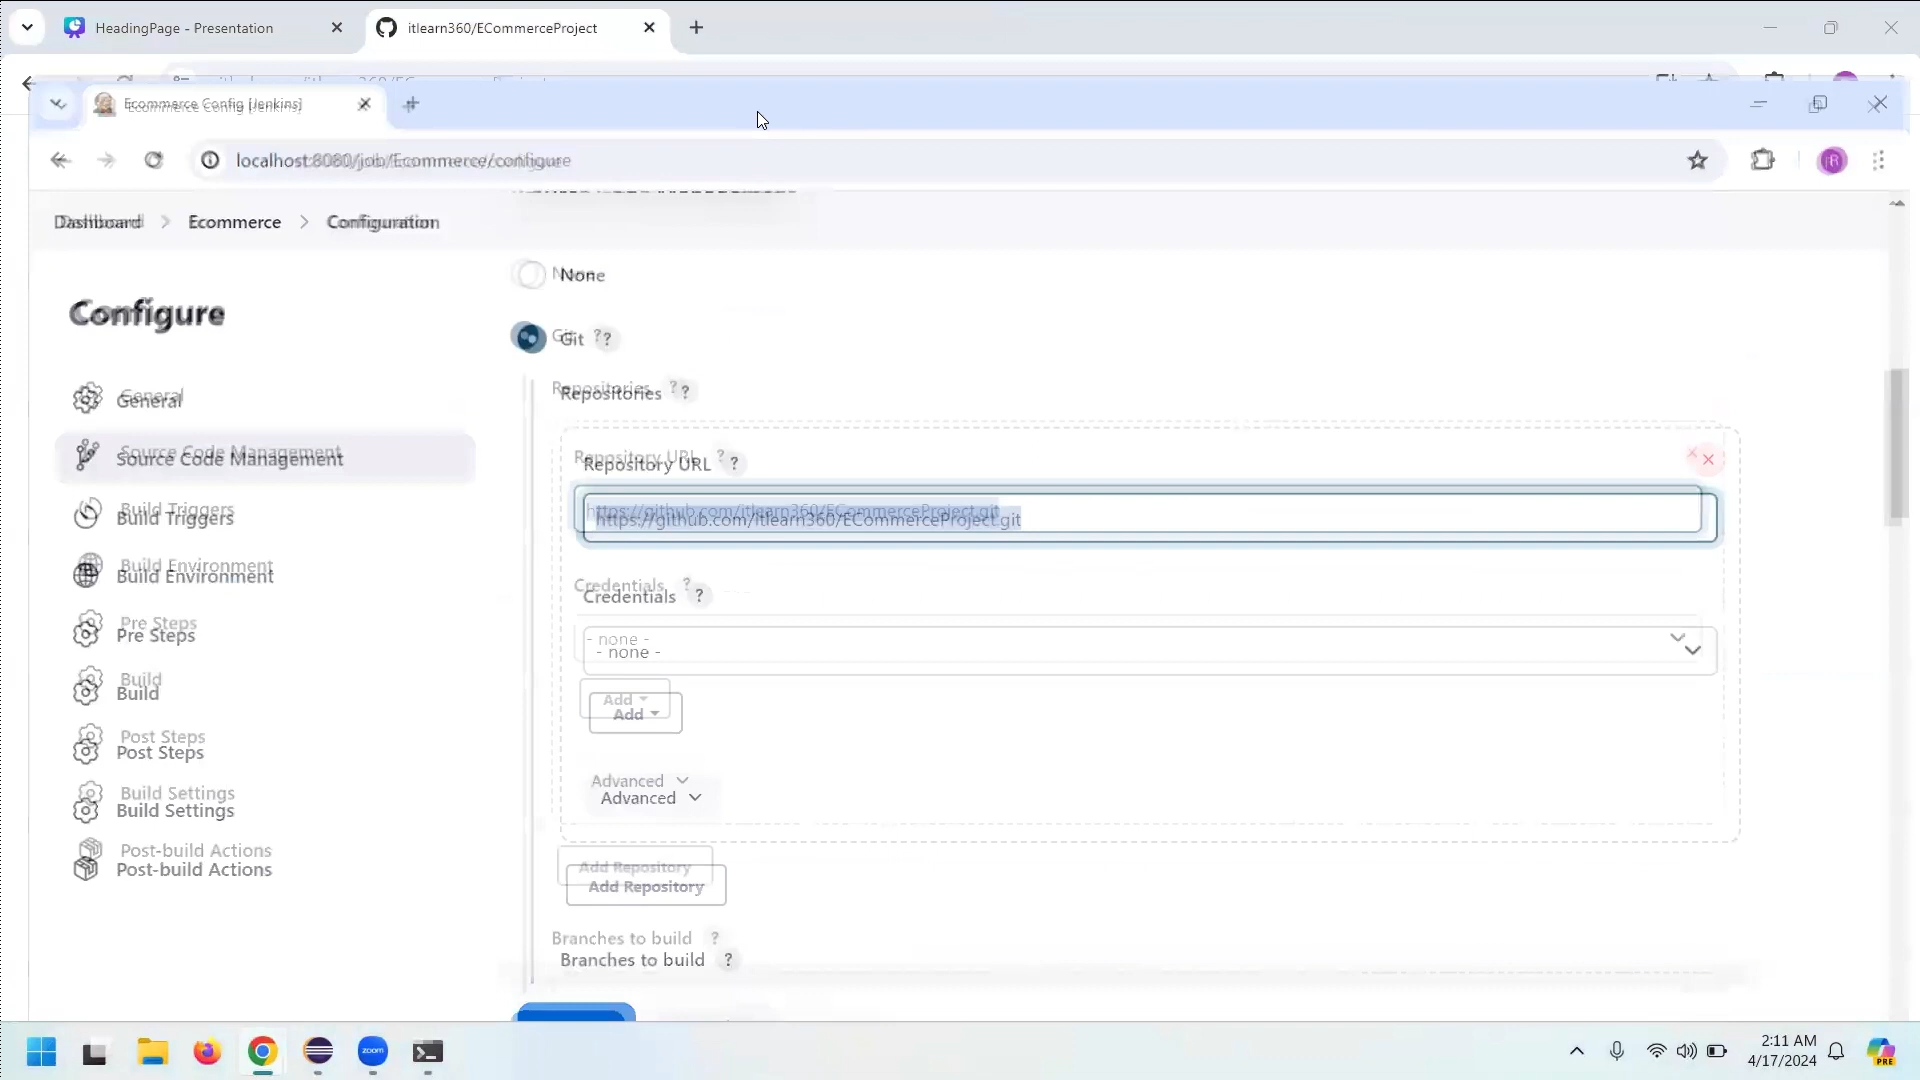 HeadingPage - Presentation
itlearn360/ECommerceProject
Ecommerce Config [Jenkins]
localhost:8080/job/Ecommerce/configure
Dashboard
Ecommerce
Configuration
None
Configure
Git ?
Repositories ?
General
Source Code Management
Repository URL ?
https://github.com/itlearn360/ECommerceProject.git
Build Triggers
Build Environment
Credentials ?
Pre Steps
- none -
Build
Add
Post Steps
Advanced
Build Settings
Post-build Actions
Add Repository
Branches to build ?
zoom
2:11 AM
4/17/2024
PRE